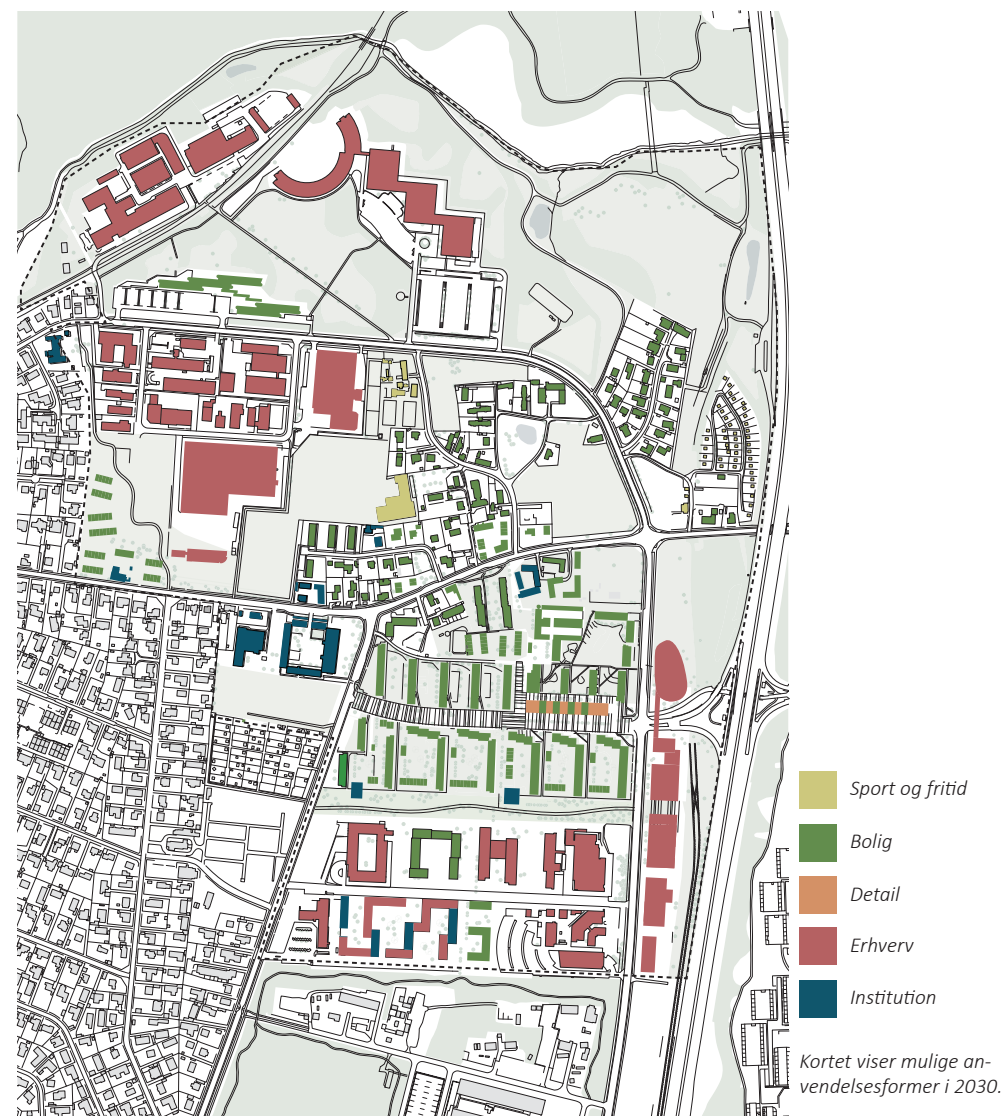 Sport og fritid
Bolig
Detail
Erhverv
Institution
Kortet viser mulige an-
vendelsesformer i 2030.